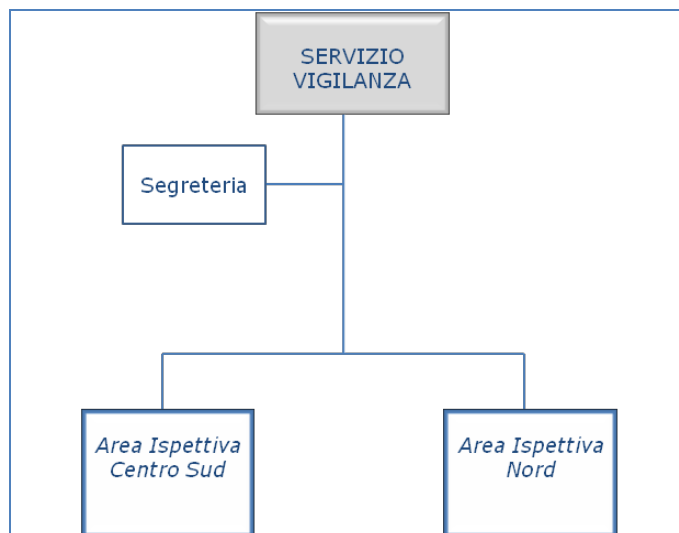 SERVIZIO
VIGILANZA
Segreteria
Area Ispettiva
Centro Sud
Area Ispettiva
Nord